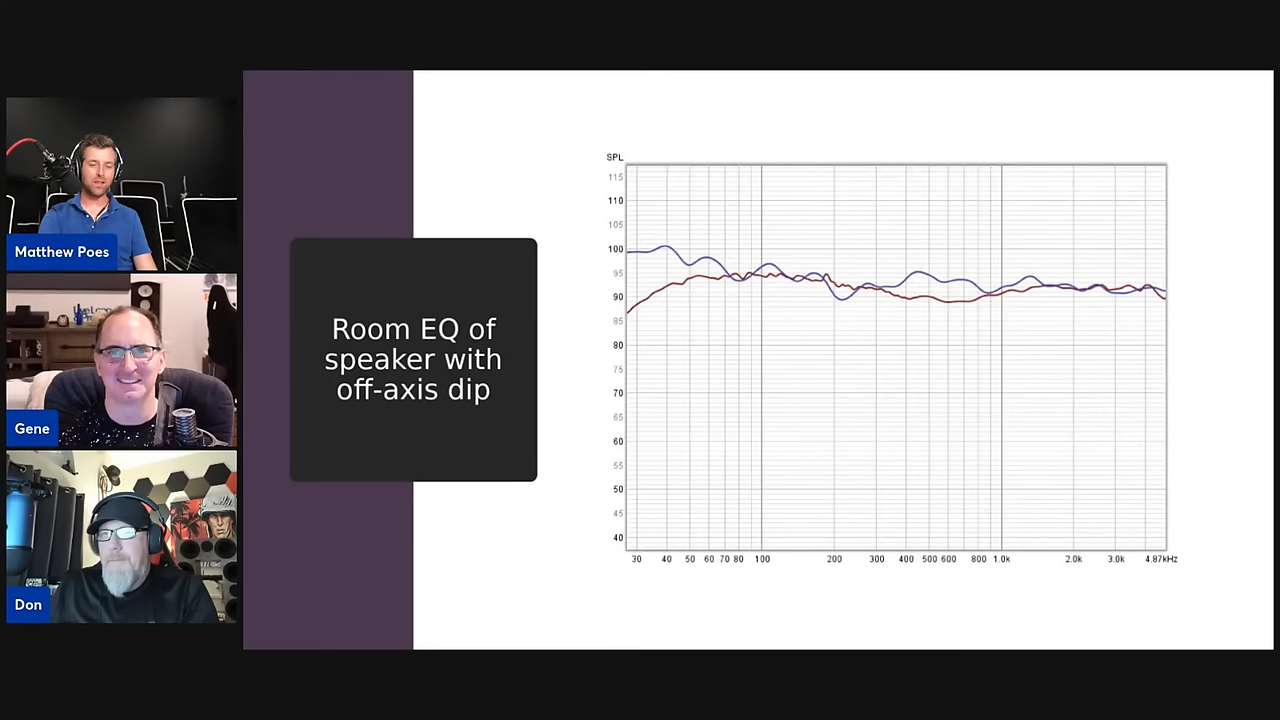 Matthew Poes
Gene
Don
Room EQ of
speaker with
off-axis dip
SPL
115
110
105
100
95
90
85
80
75
70
65
60
55
50
45
40
30 40 50 60 70 80 100 200 300 400 500 600 800 1.0k 2.0k 3.0k 4.87kHz